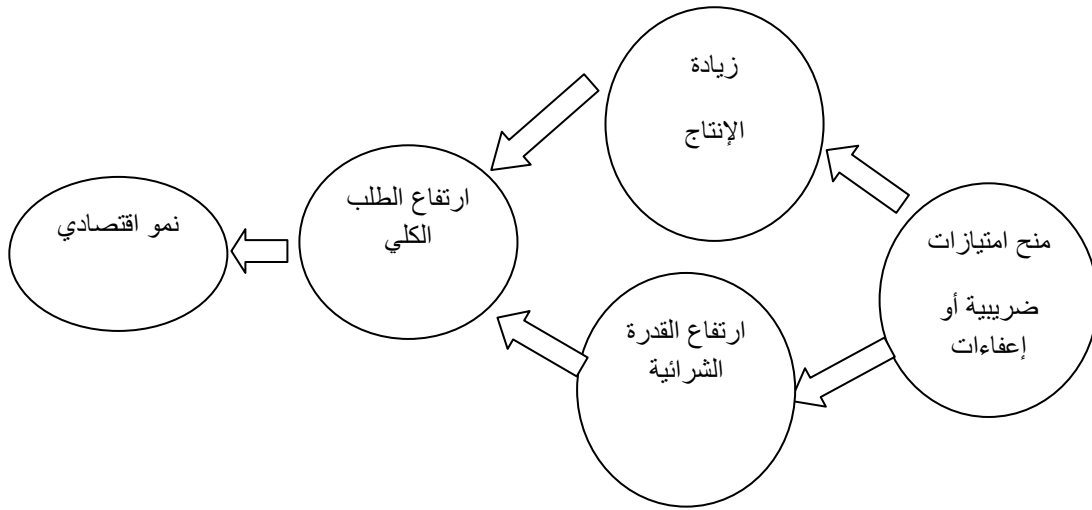 منح امتيازات
ضريبية أو
إعفاءات
زيادة
الإنتاج
ارتفاع القدرة
الشرائية
ارتفاع الطلب
الكلي
نمو اقتصادي